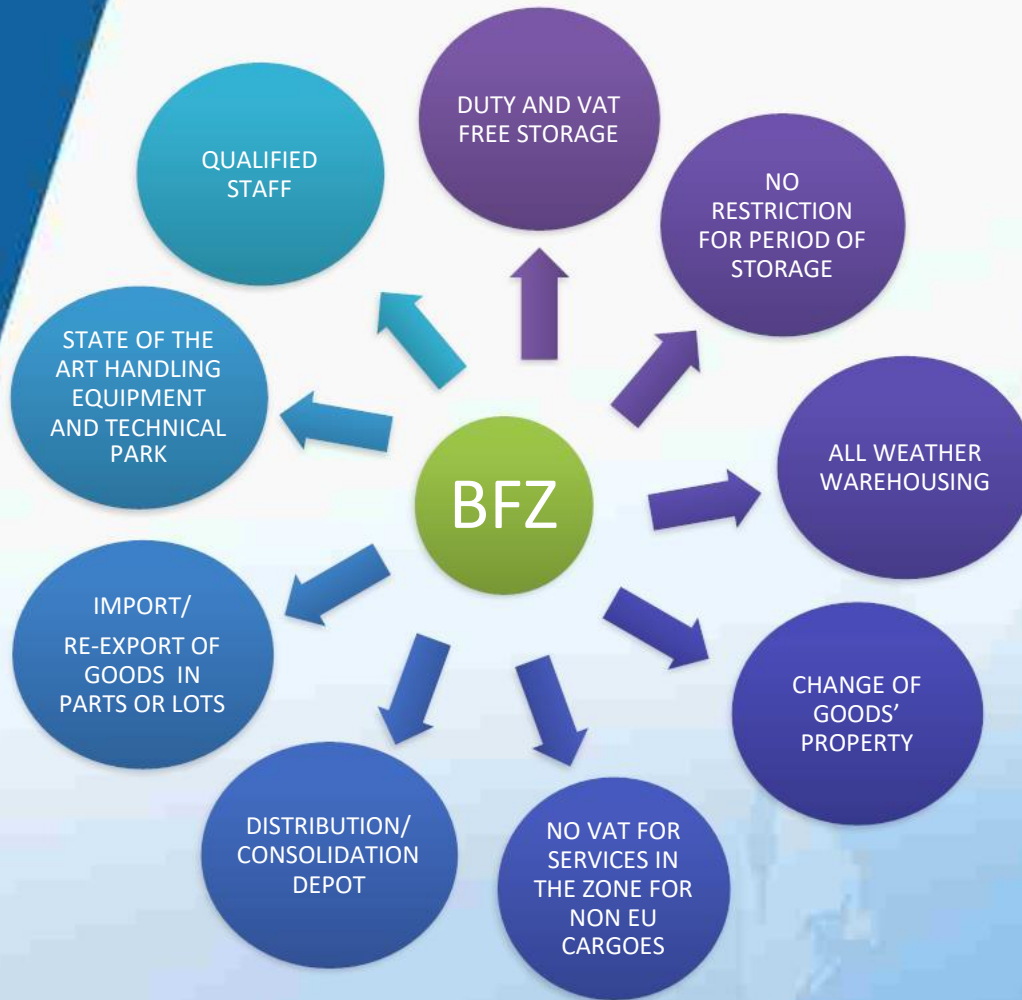 DUTY AND VAT
FREE STORAGE
NO
RESTRICTION
FOR PERIOD OF
STORAGE
ALL WEATHER
WAREHOUSING
CHANGE OF
GOODS’
PROPERTY
NO VAT FOR
SERVICES IN
THE ZONE FOR
NON EU
CARGOES
DISTRIBUTION/
CONSOLIDATION
DEPOT
IMPORT/
RE-EXPORT OF
GOODS IN
PARTS OR LOTS
STATE OF THE
ART HANDLING
EQUIPMENT
AND TECHNICAL
PARK
QUALIFIED
STAFF
BFZ